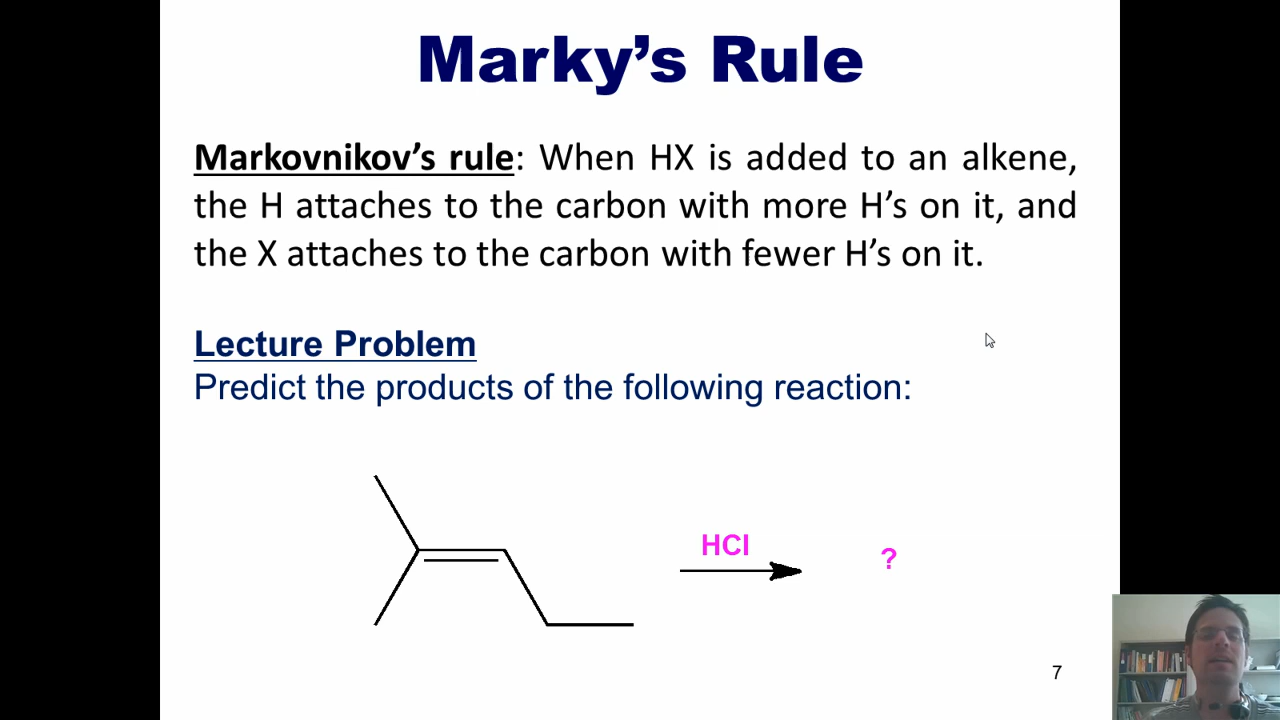 Marky’s Rule
Markovnikov’s rule: When HX is added to an alkene,
the H attaches to the carbon with more H’s on it, and
the X attaches to the carbon with fewer H’s on it.
Lecture Problem
Predict the products of the following reaction:
HCl
?
7